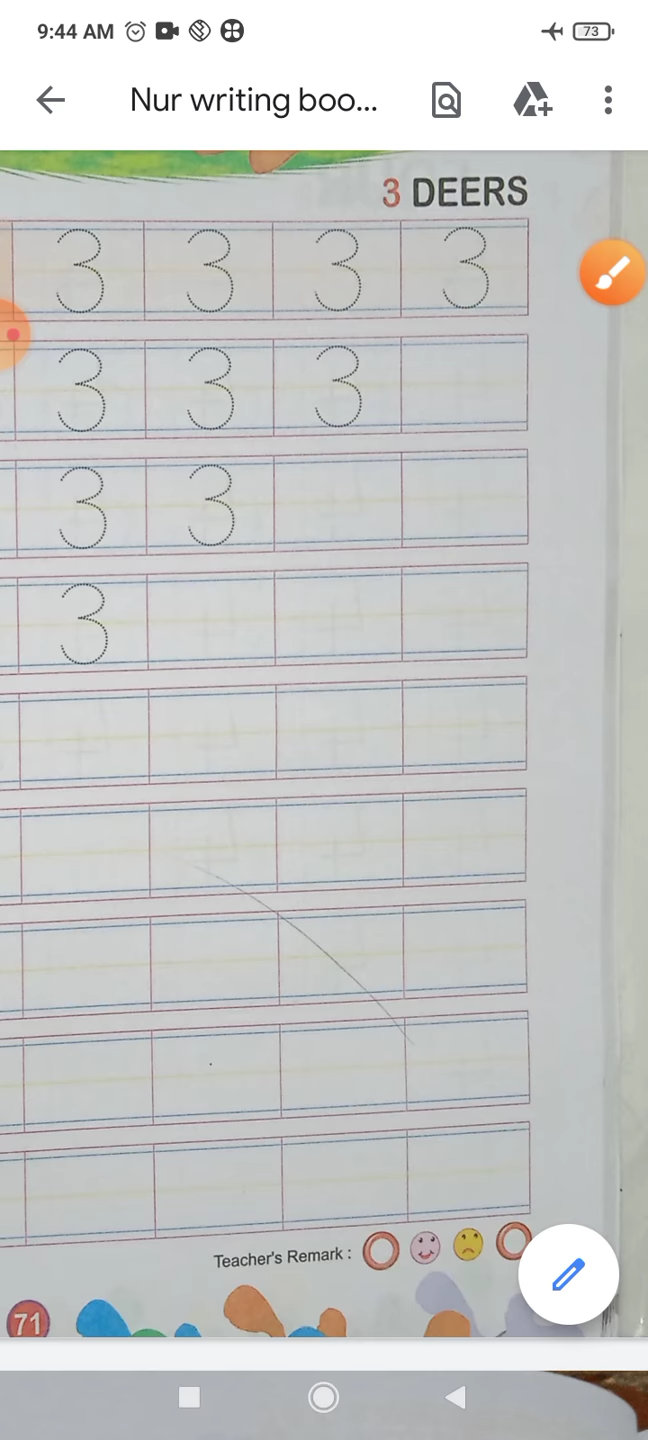 9:44 AM
73
Nur writing boo...
3 DEERS
3 3 3 3
3 3 3
3 3
3
Teacher's Remark :
71